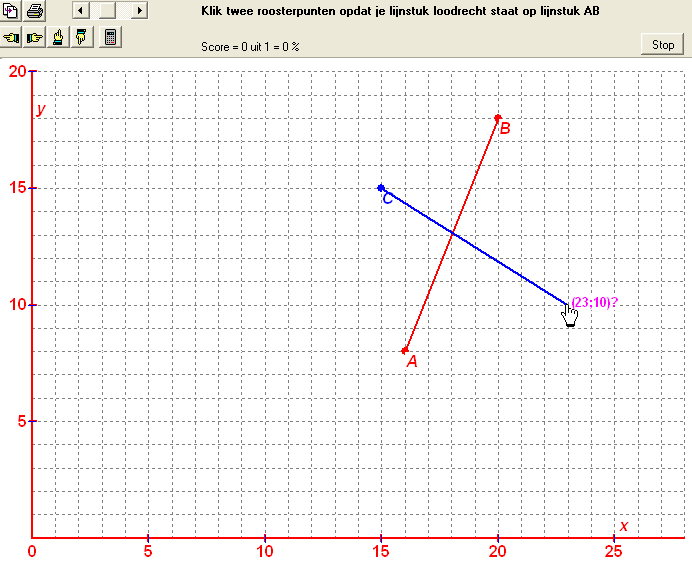 Klik twee roosterpunten opdat je lijnstuk loodrecht staat op lijnstuk AB
Score = 0 uit 1 = 0 %
Stop
20
y
B
15
C
10
(23;10)?
A
5
x
0
5
10
15
20
25